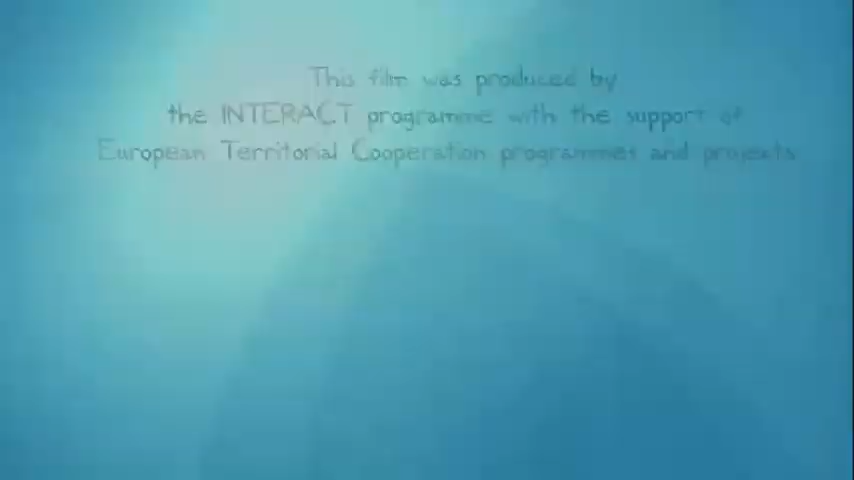 This film was produced by
the INTERACT programme with the support of
European Territorial Cooperation programmes and projects